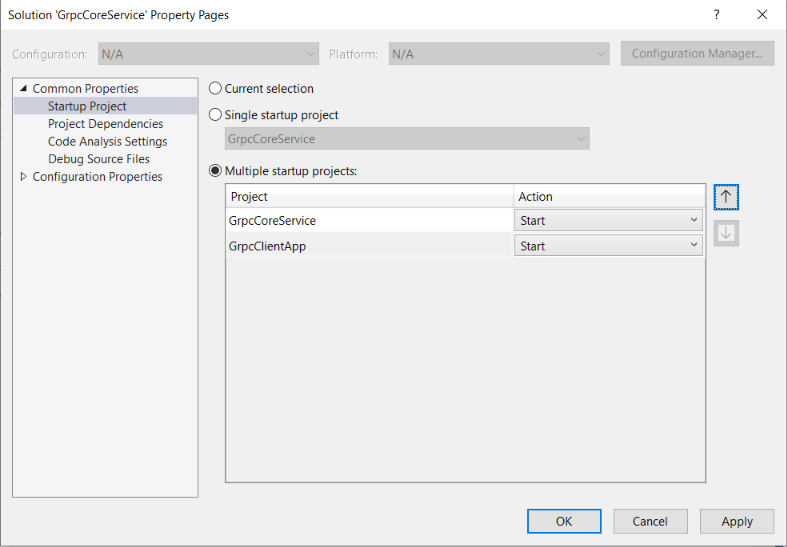 Solution 'GrpcCoreService' Property Pages
?
Configuration: N/A Platform: N/A Configuration Manager...
Common Properties
Startup Project
Project Dependencies
Code Analysis Settings
Debug Source Files
Configuration Properties
Current selection
Single startup project
GrpcCoreService
Multiple startup projects:
Project Action
GrpcCoreService Start
GrpcClientApp Start
OK Cancel Apply